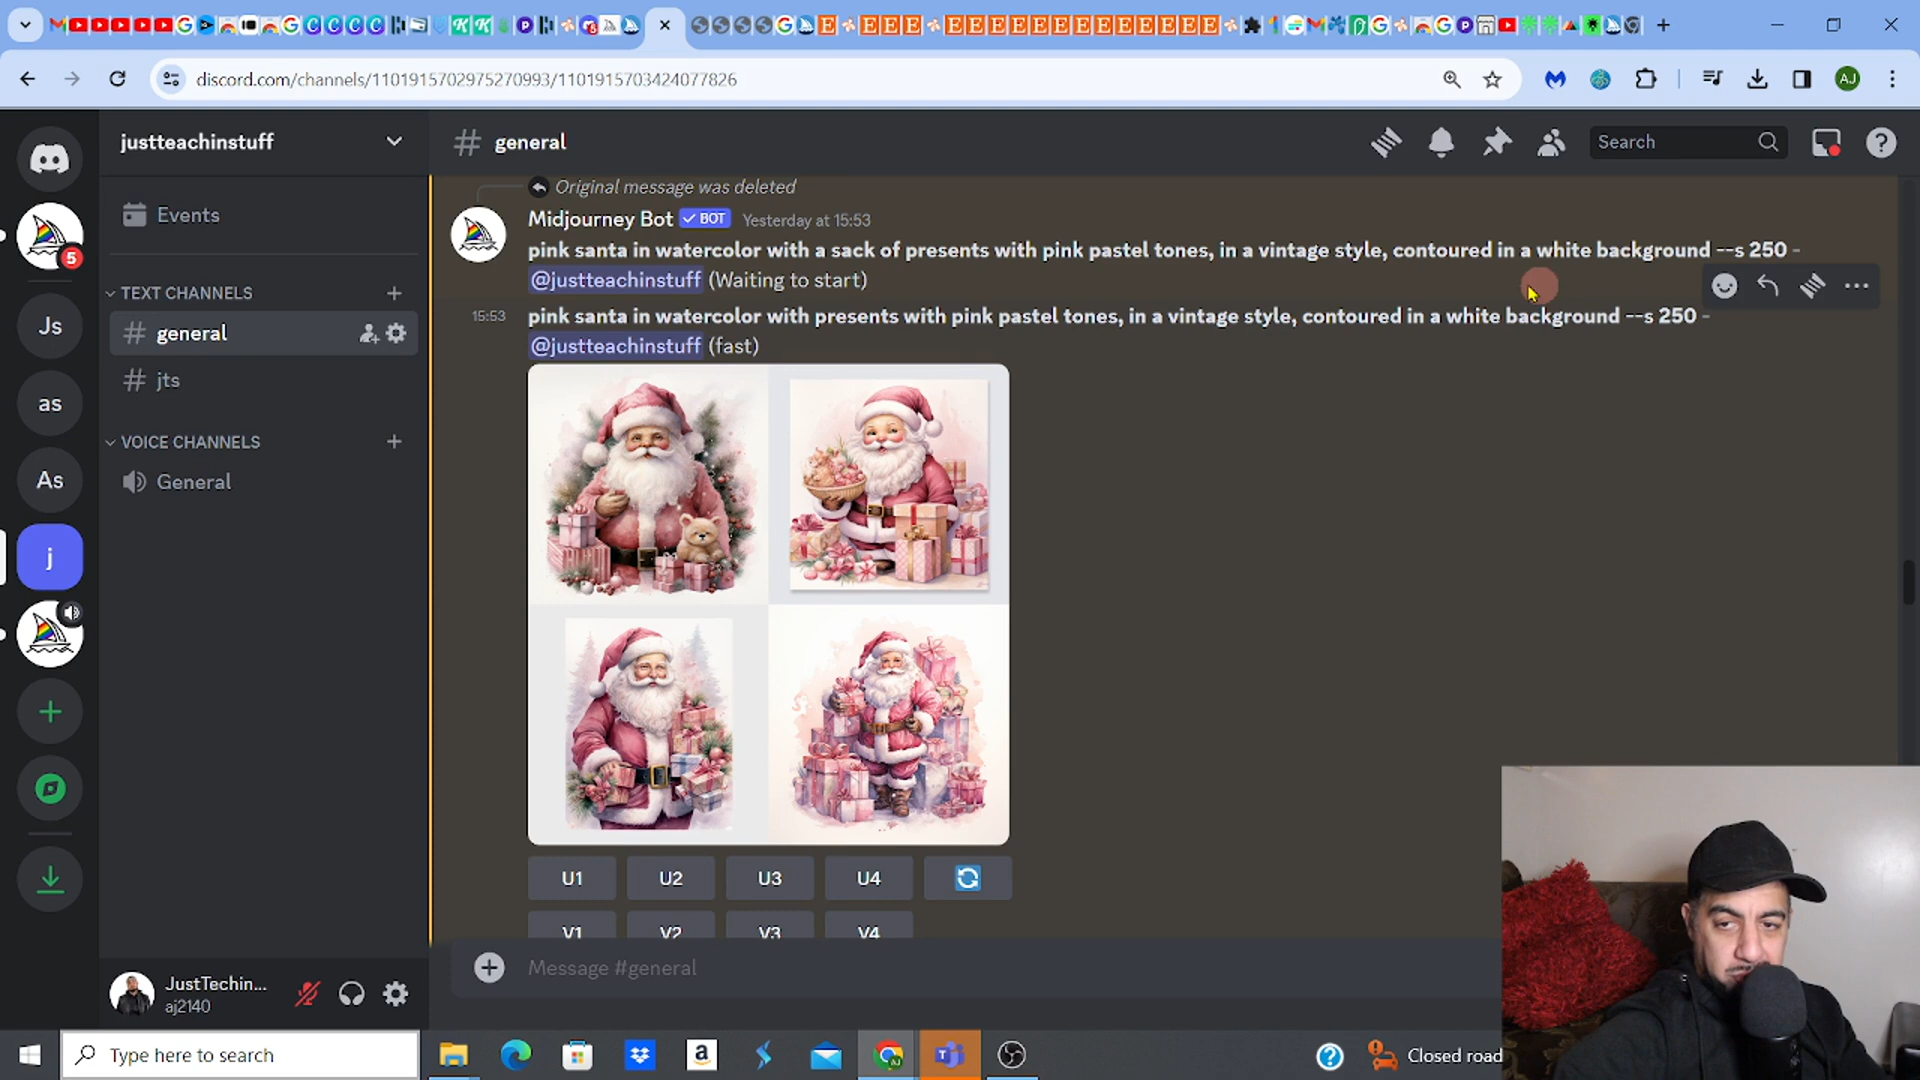 discord.com/channels/1101915702975270993/1101915703424077826
AJ
justteachinstuff
general
Search
Events
5
TEXT CHANNELS
general
jts
VOICE CHANNELS
General
Js
as
As
j
Original message was deleted
Midjourney Bot BOT Yesterday at 15:53
pink santa in watercolor with a sack of presents with pink pastel tones, in a vintage style, contoured in a white background --s 250 -
@justteachinstuff (Waiting to start)
15:53 pink santa in watercolor with presents with pink pastel tones, in a vintage style, contoured in a white background --s 250 -
@justteachinstuff (fast)
U1 U2 U3 U4
V1 V2 V3 V4
Message #general
JustTechin...
aj2140
Type here to search
Closed road